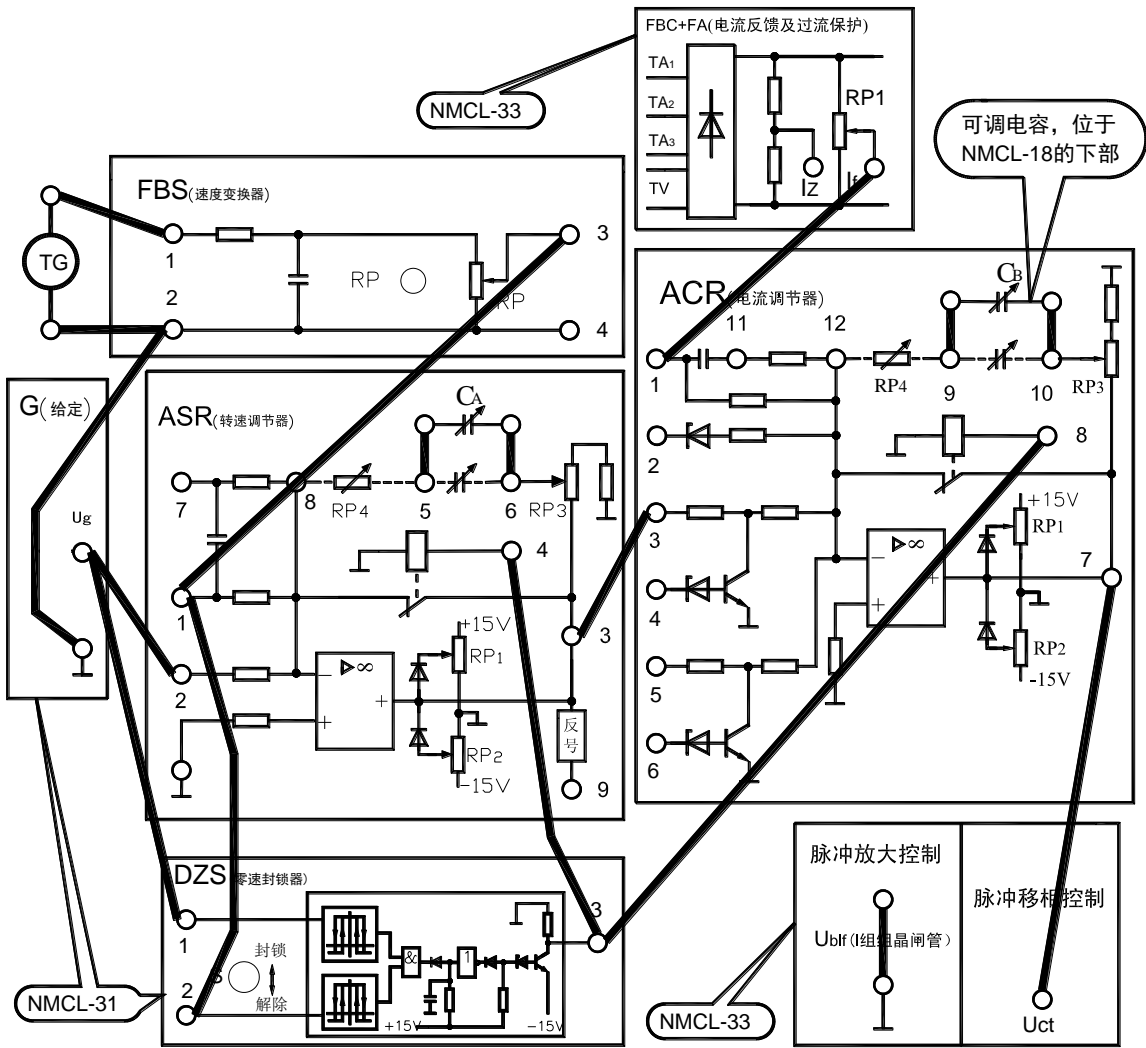 FBC+FA(电流反馈及过流保护)
TA1
TA2
TA3
TV
RP1
IZ
If
NMCL-33
可调电容，位于
NMCL-18的下部
FBS(速度变换器)
TG
1
2
RP
RP
3
4
G(给定)
Ug
ASR(转速调节器)
CA
7
8
RP4
5
6
RP3
4
1
3
+15V
RP1
2
RP2
-15V
反
号
9
ACR(电流调节器)
CB
11
12
1
RP4
9
10
RP3
2
8
3
+15V
RP1
7
4
RP2
-15V
5
6
DZS(零速封锁器)
1
2
S
封锁
解除
&
1
+15V
-15V
3
NMCL-31
脉冲放大控制
Ublf(I组组晶闸管)
NMCL-33
脉冲移相控制
Uct
▷∞
-
+
+
▷∞
-
+
+